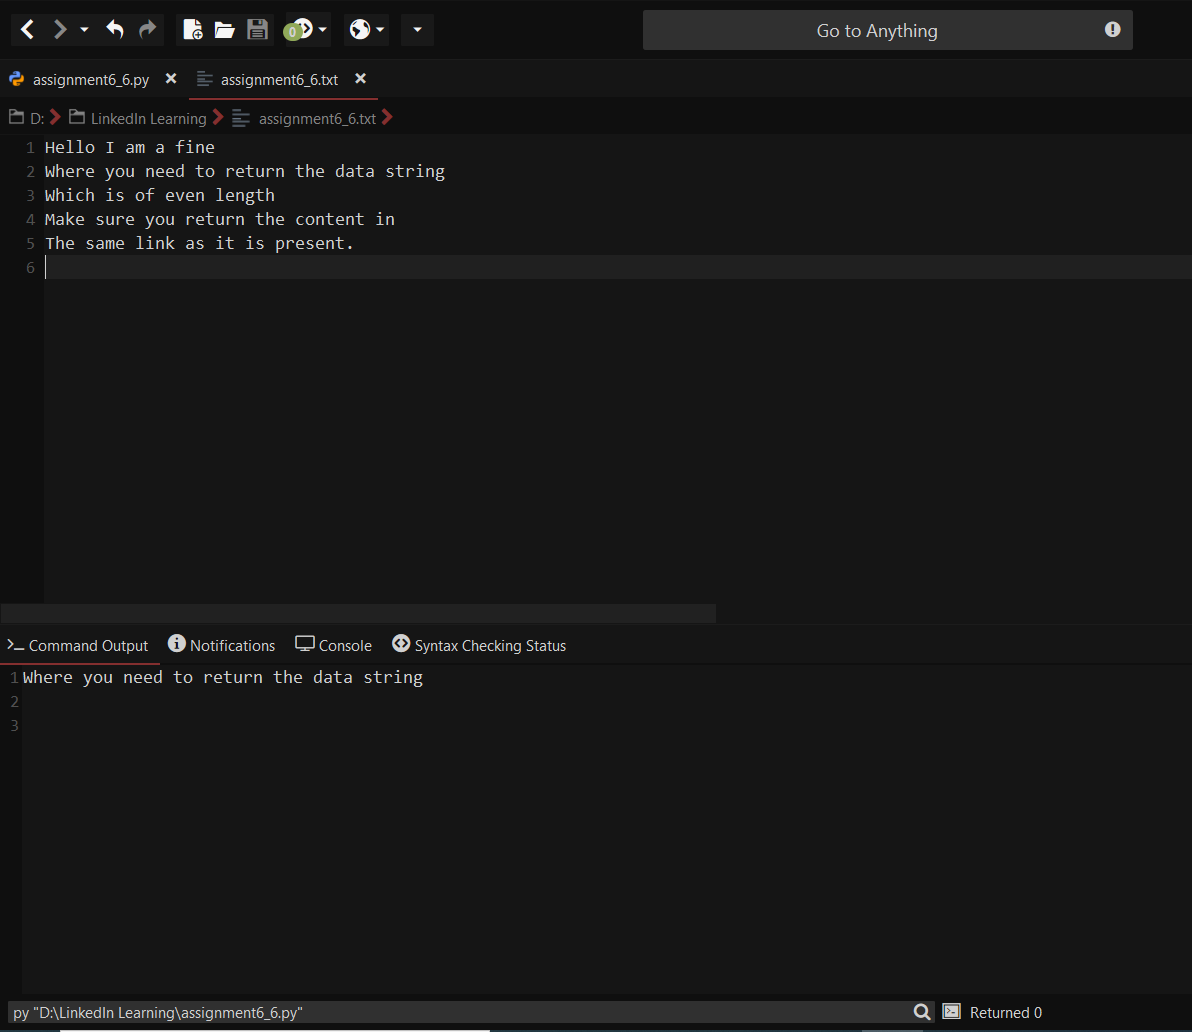 0
Go to Anything
assignment6_6.py
assignment6_6.txt
D:
LinkedIn Learning
assignment6_6.txt
1 Hello I am a fine
2 Where you need to return the data string
3 Which is of even length
4 Make sure you return the content in
5 The same link as it is present.
6
Command Output
Notifications
Console
Syntax Checking Status
1 Where you need to return the data string
2
3
py "D:\LinkedIn Learning\assignment6_6.py"
Returned 0